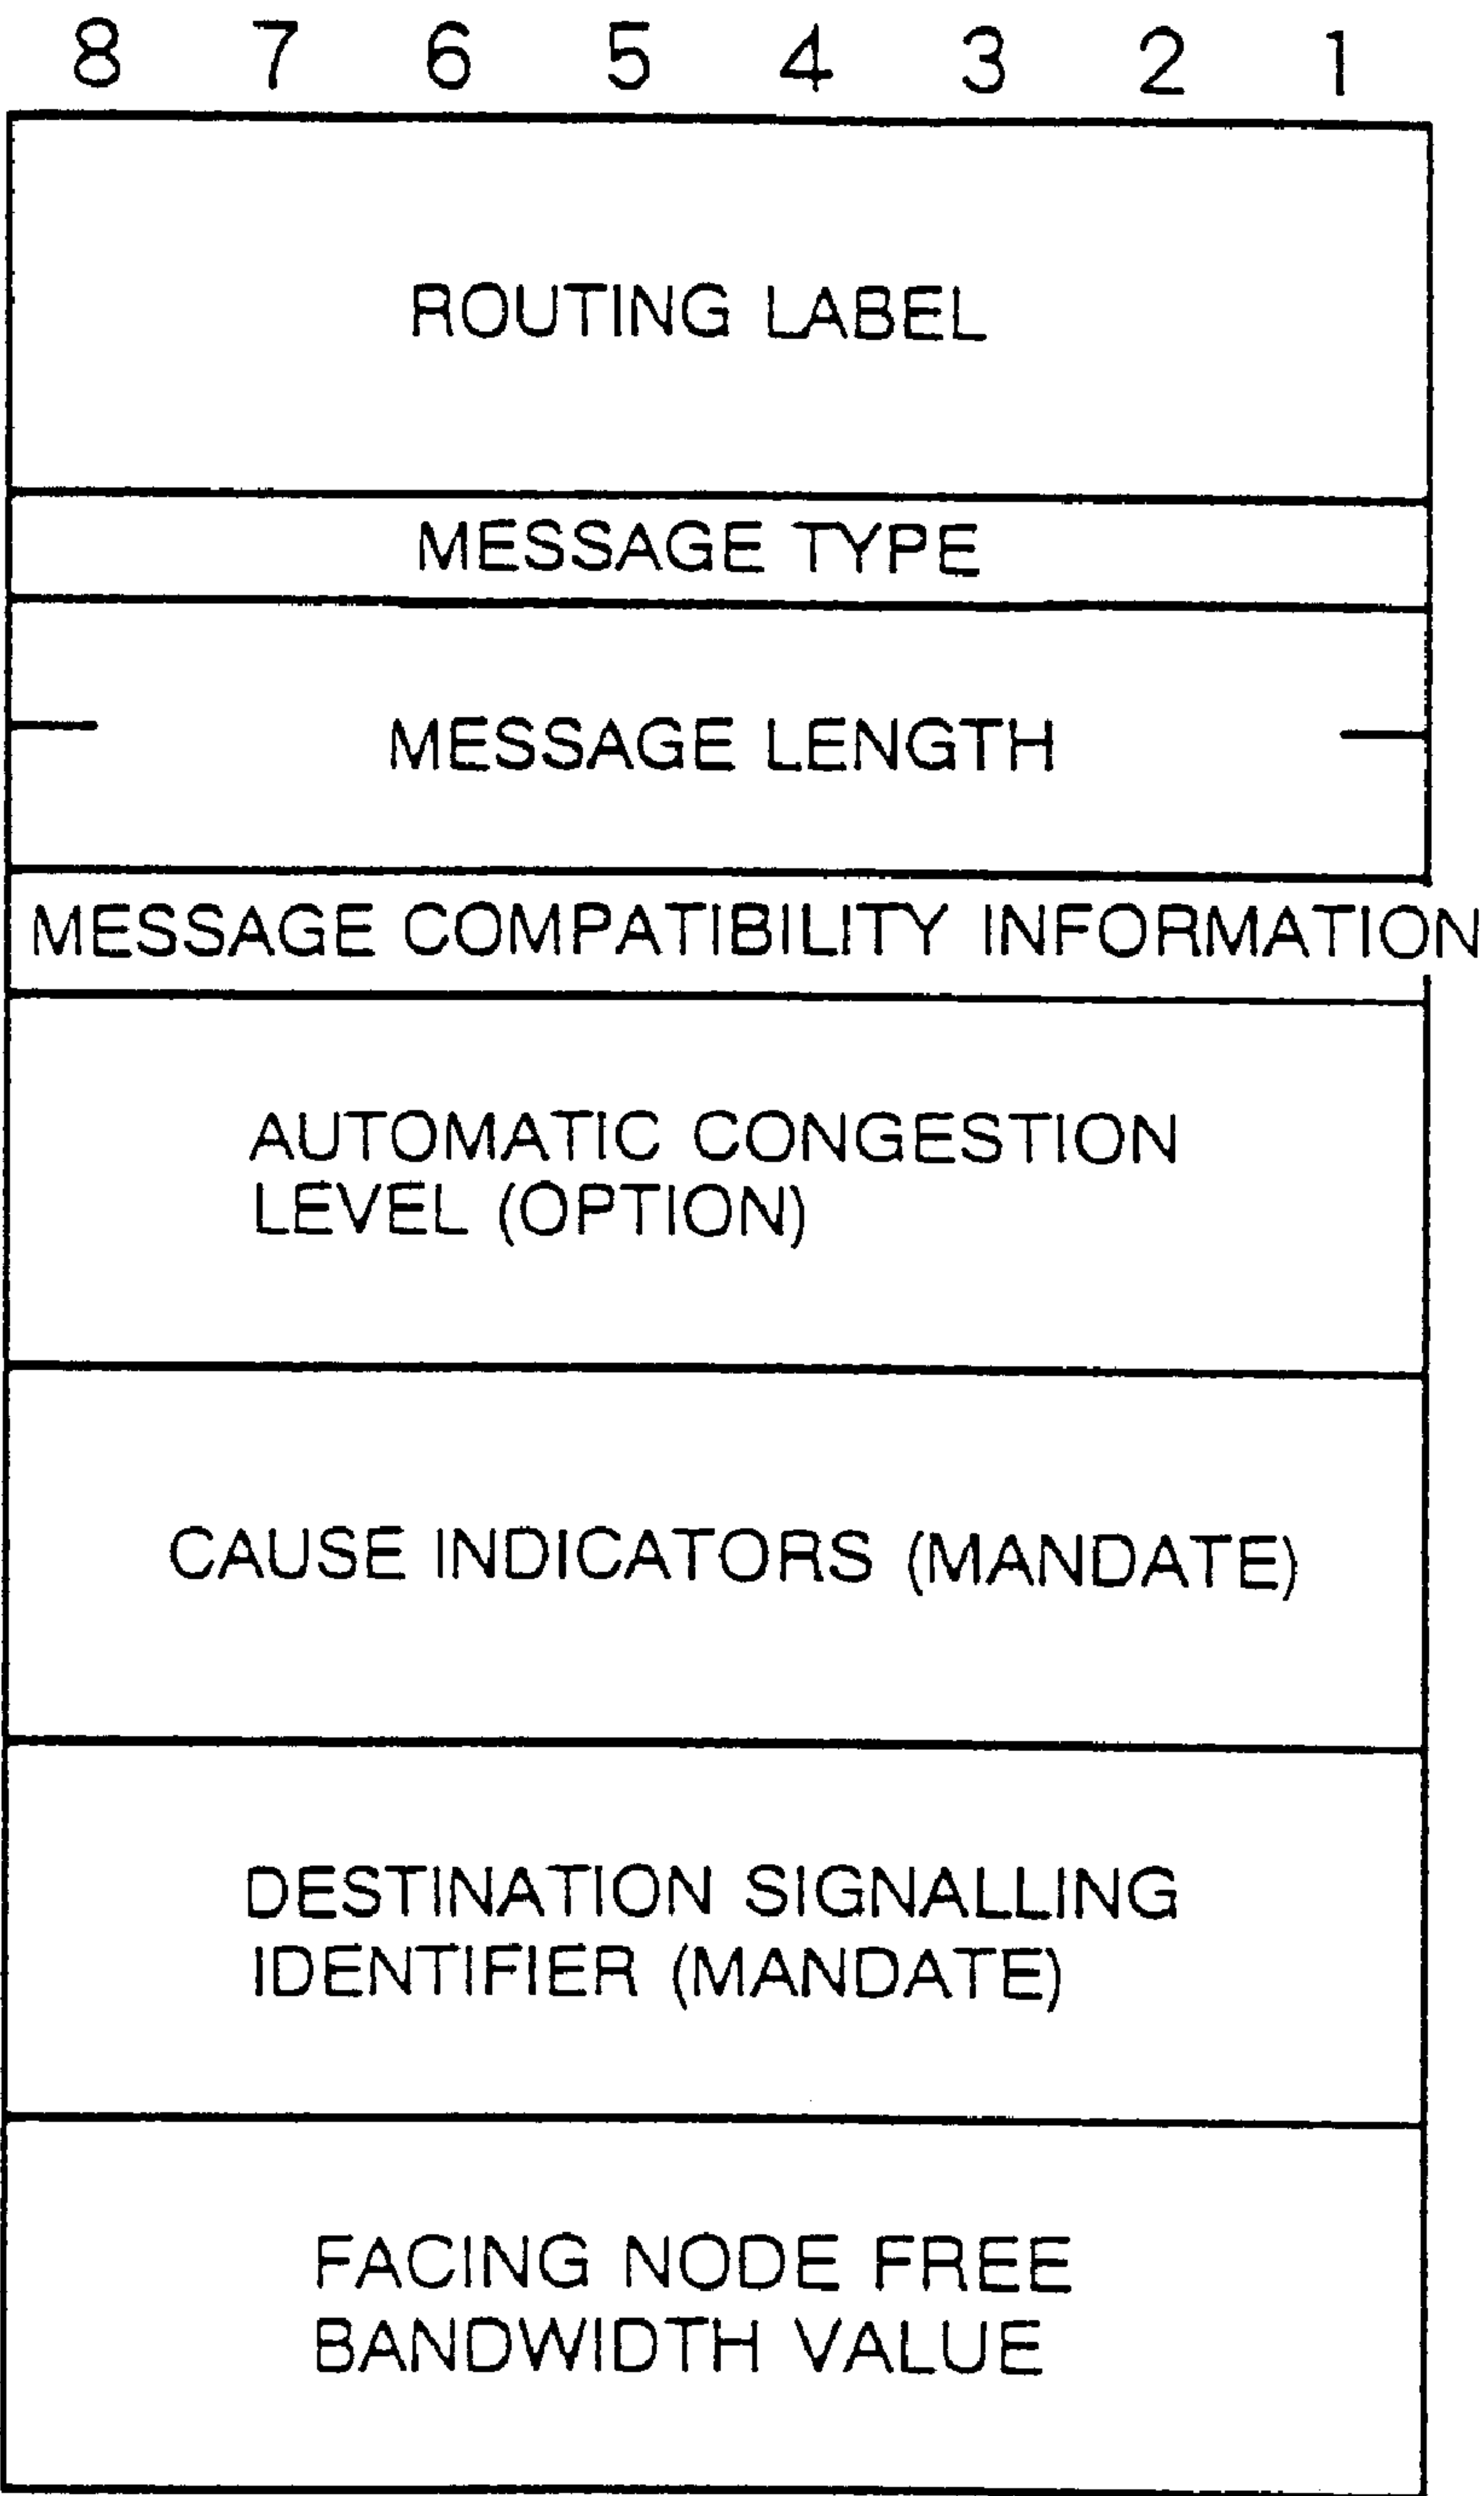 8 7 6 5 4 3 2 1
ROUTING LABEL
MESSAGE TYPE
MESSAGE LENGTH
MESSAGE COMPATIBILITY INFORMATION
AUTOMATIC CONGESTION
LEVEL (OPTION)
CAUSE INDICATORS (MANDATE)
DESTINATION SIGNALLING
IDENTIFIER (MANDATE)
FACING NODE FREE
BANDWIDTH VALUE